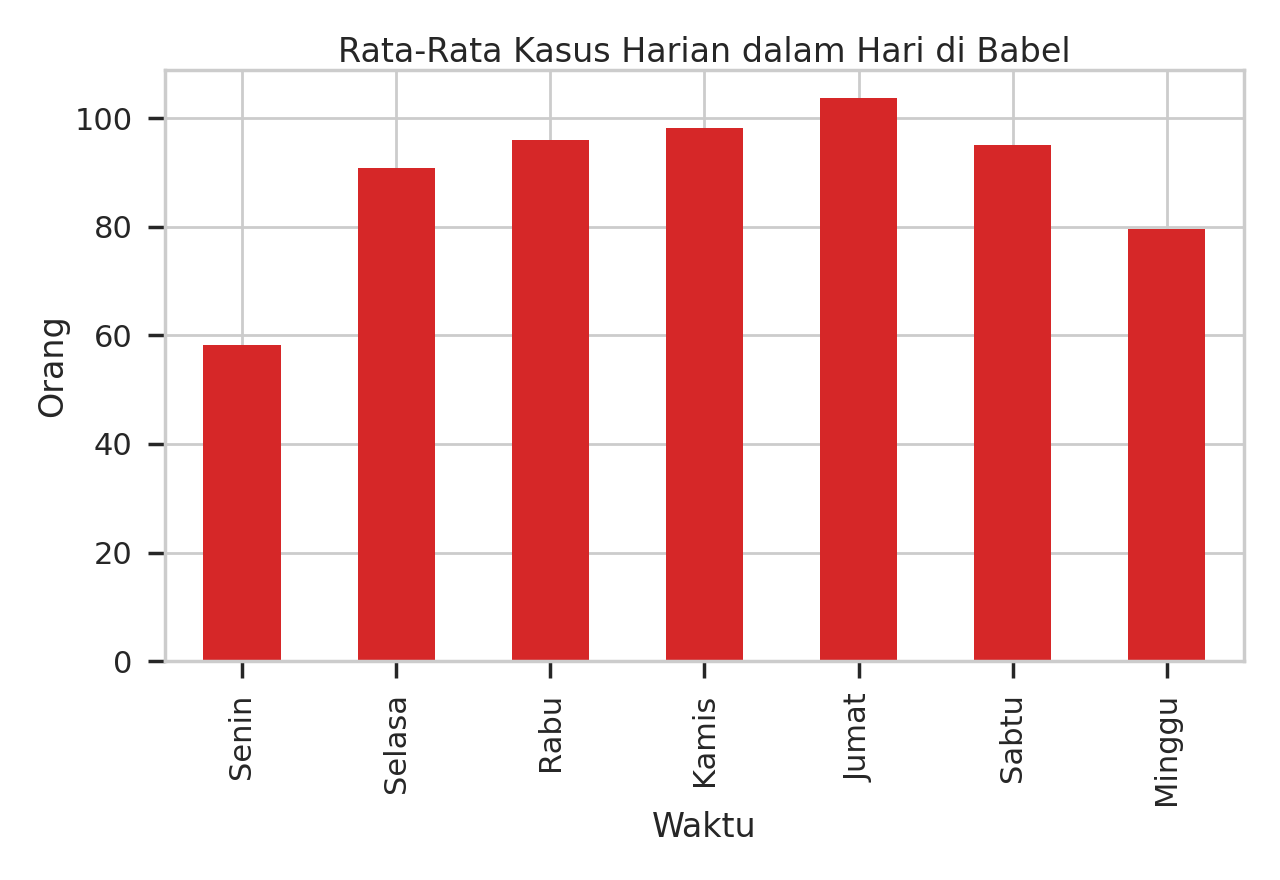 Rata-Rata Kasus Harian dalam Hari di Babel
Orang
100
80
60
40
20
0
Senin
Selasa
Rabu
Kamis
Jumat
Sabtu
Minggu
Waktu